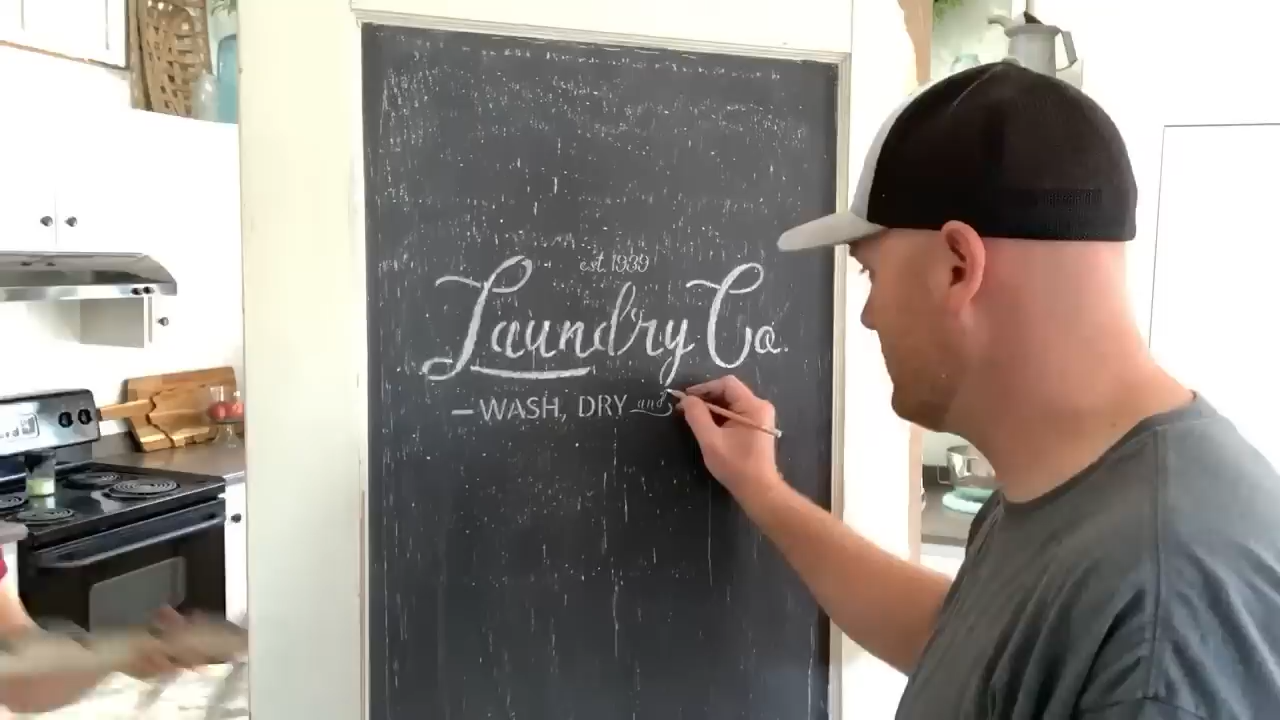 est. 1939
Laundry Co.
– WASH, DRY and